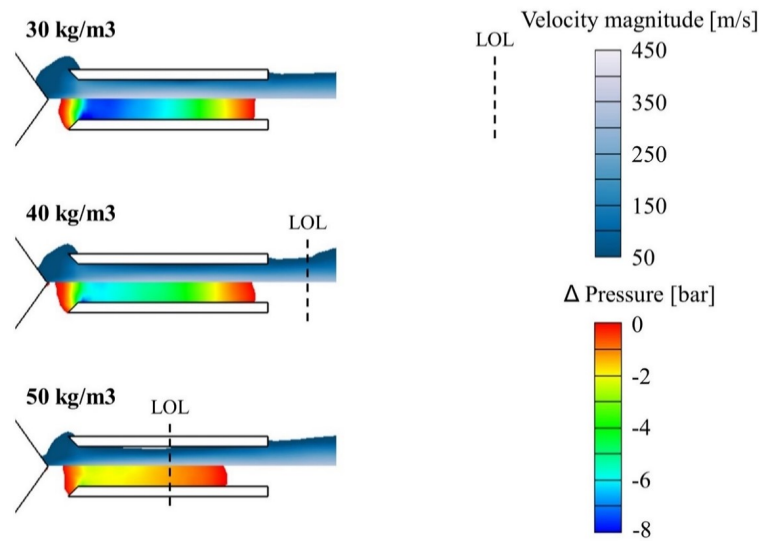 30 kg/m3
LOL
Velocity magnitude [m/s]
450
350
250
150
50
40 kg/m3
LOL
Δ Pressure [bar]
0
-2
-4
-6
-8
50 kg/m3
LOL